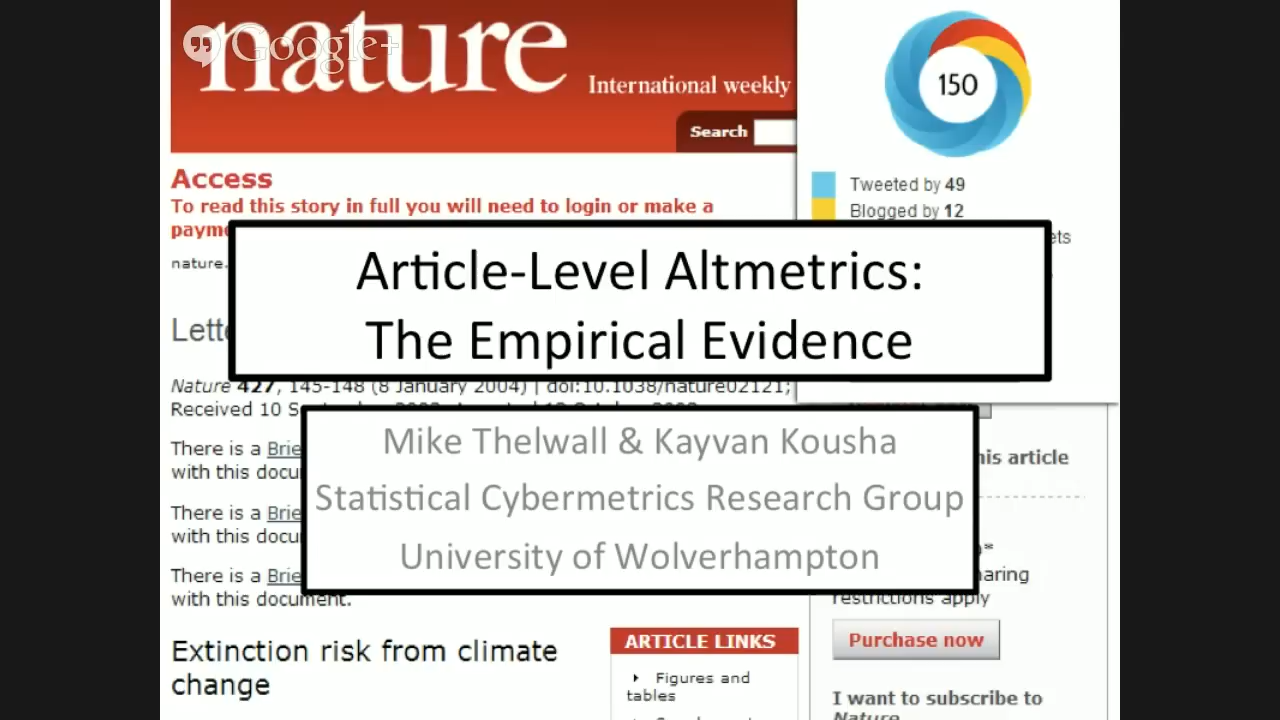 nature
Google+
International weekly
Search
150
Tweeted by 49
Blogged by 12
Access
To read this story in full you will need to login or make a
nature.
Article-Level Altmetrics:
The Empirical Evidence
Nature 427, 145-148 (8 January 2004) | doi:10.1038/nature02121;
Received 10
Mike Thelwall & Kayvan Kousha
Statistical Cybermetrics Research Group
University of Wolverhampton
There is a
with this
article
There is a
with this
There is a
with this document.
restrictions apply
Purchase now
Extinction risk from climate
change
ARTICLE LINKS
Figures and
tables
I want to subscribe to
Nature